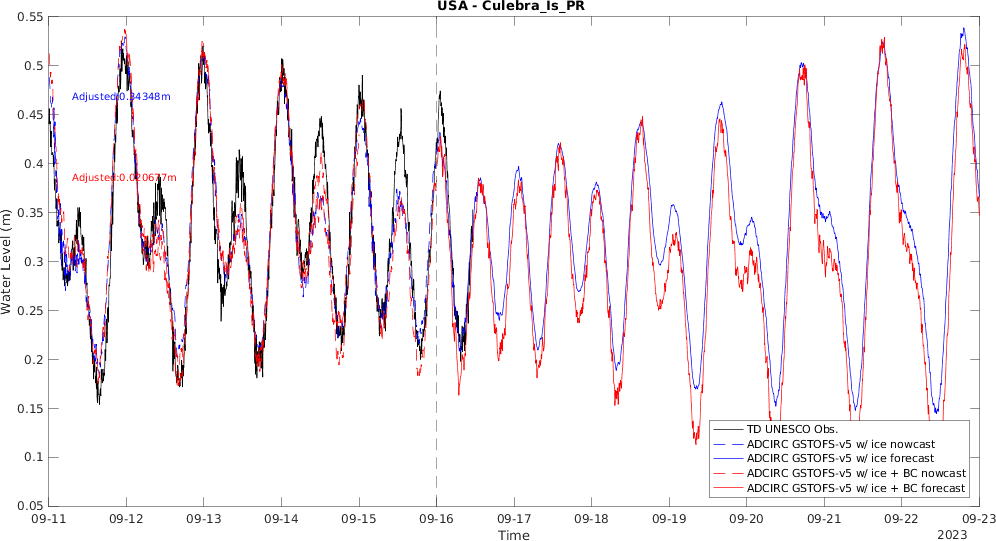 USA - Culebra_Is_PR
0.55
0.5
0.45
0.4
0.35
0.3
0.25
0.2
0.15
0.1
0.05
Water Level (m)
Adjusted:0.34348m
Adjusted:0.020677m
TD UNESCO Obs.
ADCIRC GSTOFS-v5 w/ ice nowcast
ADCIRC GSTOFS-v5 w/ ice forecast
ADCIRC GSTOFS-v5 w/ ice + BC nowcast
ADCIRC GSTOFS-v5 w/ ice + BC forecast
09-11 09-12 09-13 09-14 09-15 09-16 09-17 09-18 09-19 09-20 09-21 09-22 09-23
Time
2023